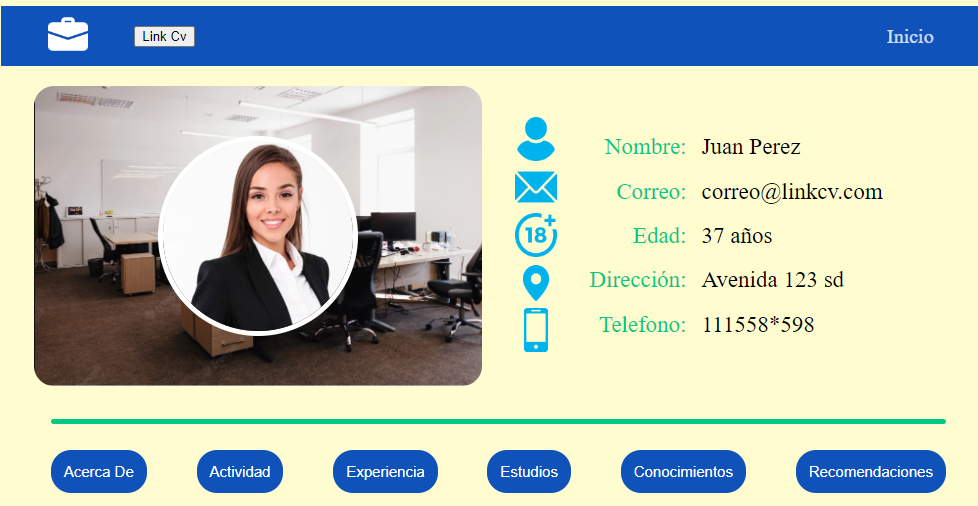 Link Cv
Inicio
Nombre: Juan Perez
Correo: correo@linkcv.com
18+ Edad: 37 años
Dirección: Avenida 123 sd
Telefono: 111558*598
Acerca De
Actividad
Experiencia
Estudios
Conocimientos
Recomendaciones